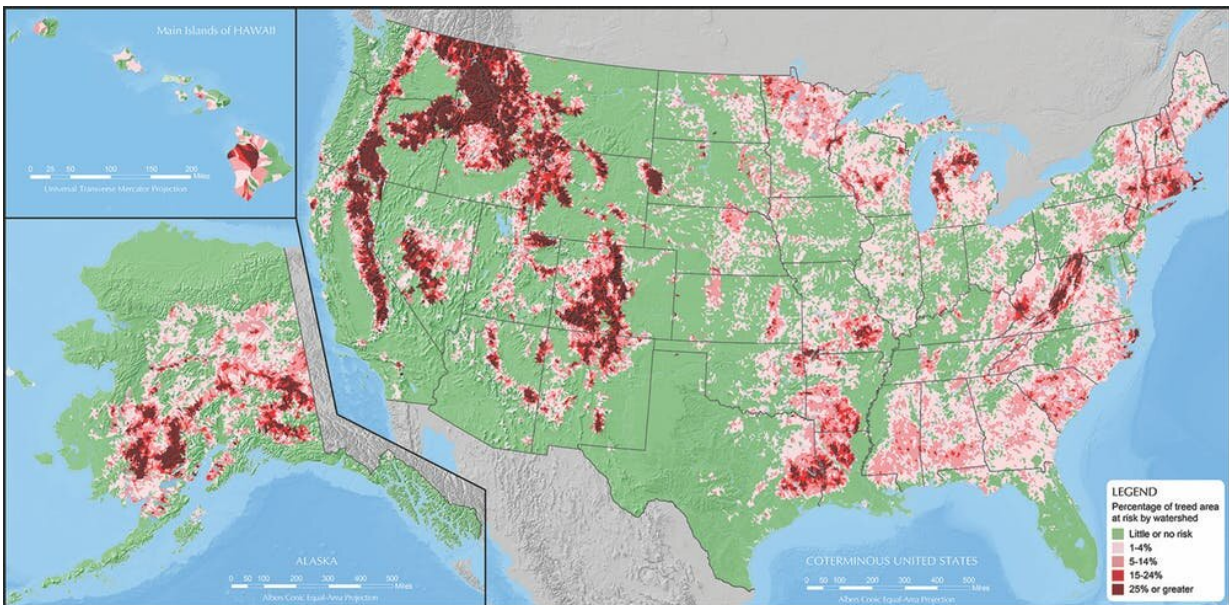 Main Islands of HAWAII
0 25 50 100 150 200
Miles
Universal Transverse Mercator Projection
ALASKA
0 50 100 200 300 400 500
Miles
Albers Conic Equal-Area Projection
COTERMINOUS UNITED STATES
0 50 100 200 300 400 500
Miles
Albers Conic Equal-Area Projection
LEGEND
Percentage of treed area
at risk by watershed
Little or no risk
1-4%
5-14%
15-24%
25% or greater